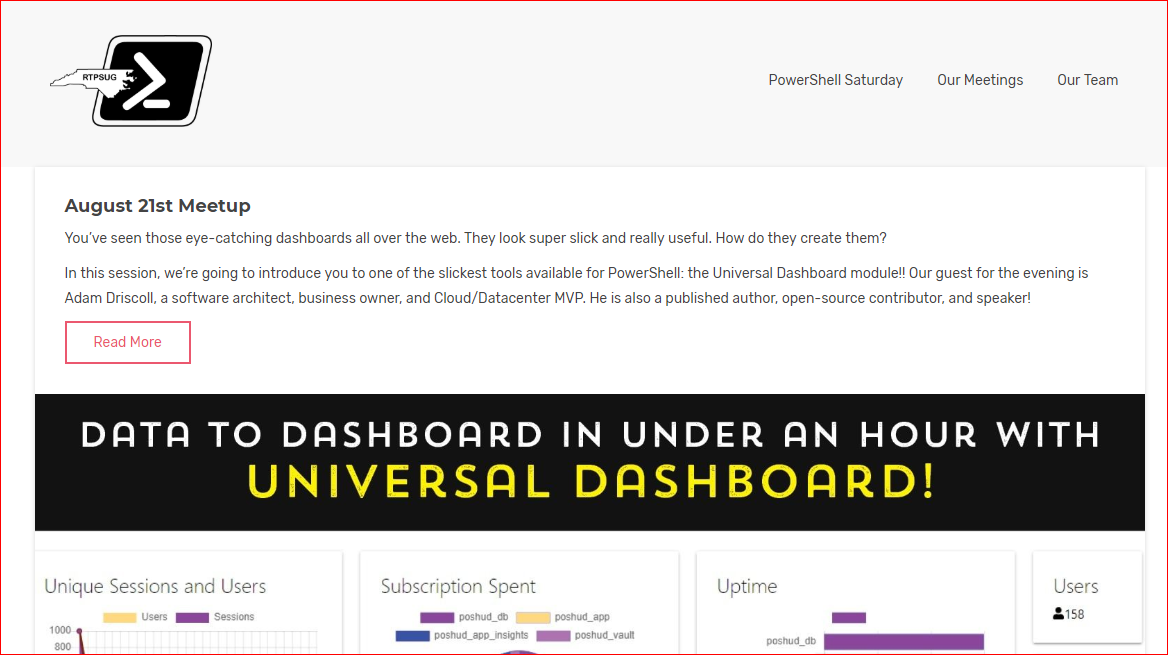 RTPSUG
PowerShell Saturday Our Meetings Our Team
August 21st Meetup
You've seen those eye-catching dashboards all over the web. They look super slick and really useful. How do they create them?
In this session, we're going to introduce you to one of the slickest tools available for PowerShell: the Universal Dashboard module!! Our guest for the evening is
Adam Driscoll, a software architect, business owner, and Cloud/Datacenter MVP. He is also a published author, open-source contributor, and speaker!
Read More
DATA TO DASHBOARD IN UNDER AN HOUR WITH
UNIVERSAL DASHBOARD!
Unique Sessions and Users
Users Sessions
1000
800
Subscription Spent
poshud_db poshud_app
poshud_app_insights poshud_vault
Uptime
poshud_db
Users
158